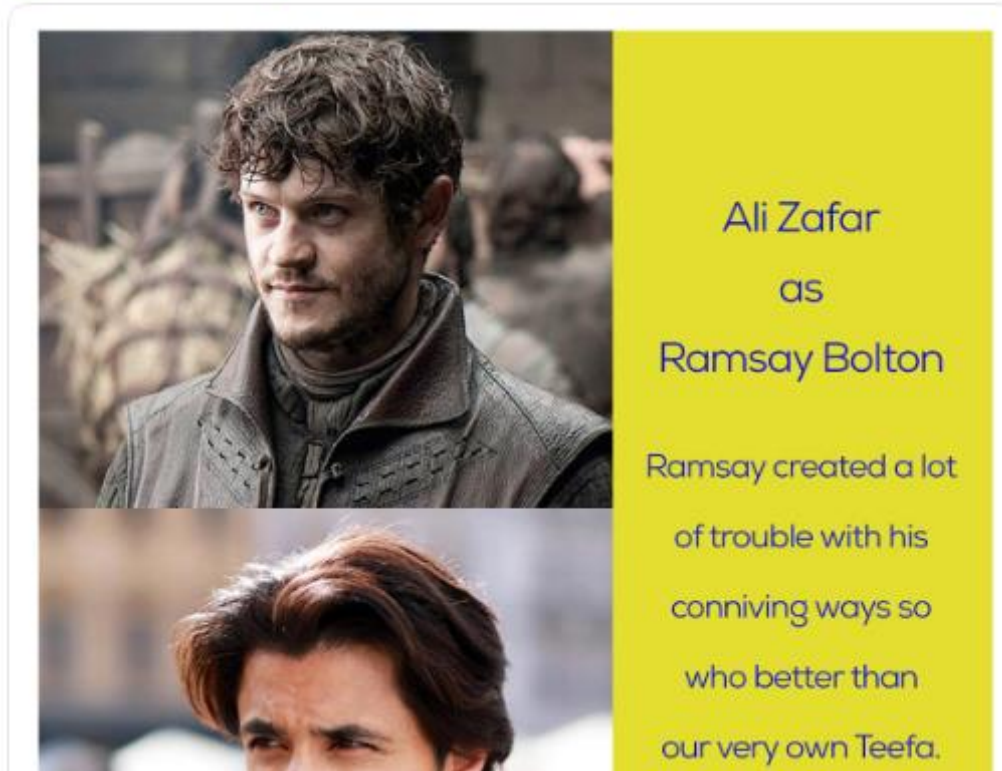 Ali Zafar
as
Ramsay Bolton
Ramsay created a lot
of trouble with his
conniving ways so
who better than
our very own Teefa.